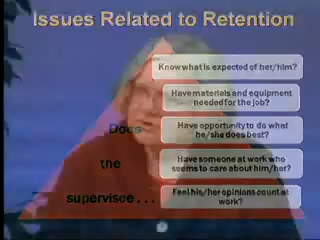 Issues Related to Retention
Know what is expected of her/him?
Have materials and equipment
needed for the job?
Does
Have opportunity to do what
he/she does best?
the
Have someone at work who
seems to care about him/her?
supervisee . . .
Feel his/her opinions count at
work?